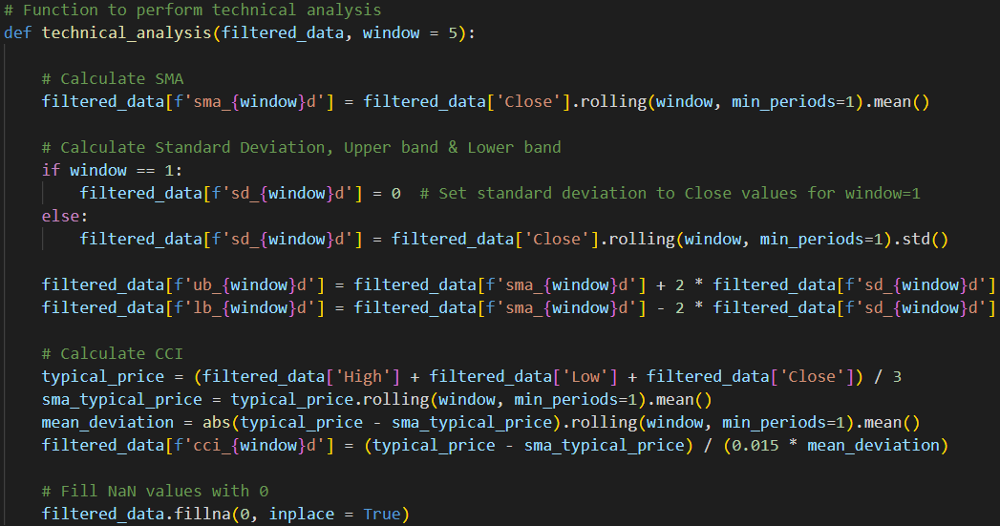 # Function to perform technical analysis
def technical_analysis(filtered_data, window = 5):
# Calculate SMA
filtered_data[f'sma_{window}d'] = filtered_data['Close'].rolling(window, min_periods=1).mean()
# Calculate Standard Deviation, Upper band & Lower band
if window == 1:
filtered_data[f'sd_{window}d'] = 0  # Set standard deviation to Close values for window=1
else:
filtered_data[f'sd_{window}d'] = filtered_data['Close'].rolling(window, min_periods=1).std()
filtered_data[f'ub_{window}d'] = filtered_data[f'sma_{window}d'] + 2 * filtered_data[f'sd_{window}d']
filtered_data[f'lb_{window}d'] = filtered_data[f'sma_{window}d'] - 2 * filtered_data[f'sd_{window}d']
# Calculate CCI
typical_price = (filtered_data['High'] + filtered_data['Low'] + filtered_data['Close']) / 3
sma_typical_price = typical_price.rolling(window, min_periods=1).mean()
mean_deviation = abs(typical_price - sma_typical_price).rolling(window, min_periods=1).mean()
filtered_data[f'cci_{window}d'] = (typical_price - sma_typical_price) / (0.015 * mean_deviation)
# Fill NaN values with 0
filtered_data.fillna(0, inplace = True)